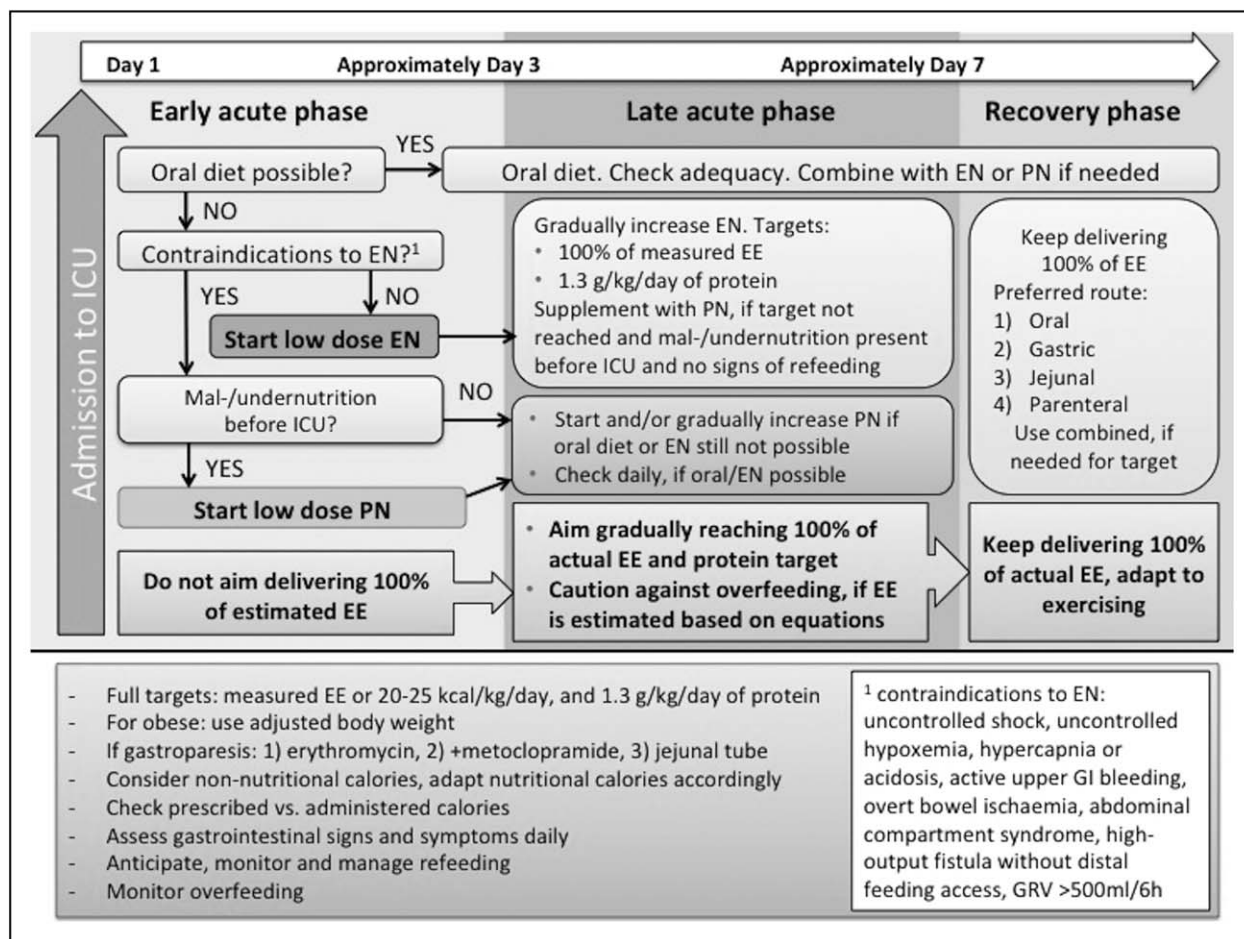 Day 1 Approximately Day 3 Approximately Day 7
Early acute phase
Late acute phase
Recovery phase
Admission to ICU
Oral diet possible?
YES
Oral diet. Check adequacy. Combine with EN or PN if needed
NO
Contraindications to EN?¹
YES
NO
Start low dose EN
Mal-/undernutrition
before ICU?
NO
YES
Start low dose PN
Do not aim delivering 100%
of estimated EE
Gradually increase EN. Targets:
• 100% of measured EE
• 1.3 g/kg/day of protein
Supplement with PN, if target not
reached and mal-/undernutrition present
before ICU and no signs of refeeding
• Start and/or gradually increase PN if
oral diet or EN still not possible
• Check daily, if oral/EN possible
• Aim gradually reaching 100% of
actual EE and protein target
• Caution against overfeeding, if EE
is estimated based on equations
Keep delivering
100% of EE
Preferred route:
1) Oral
2) Gastric
3) Jejunal
4) Parenteral
Use combined, if
needed for target
Keep delivering 100%
of actual EE, adapt to
exercising
- Full targets: measured EE or 20-25 kcal/kg/day, and 1.3 g/kg/day of protein
- For obese: use adjusted body weight
- If gastroparesis: 1) erythromycin, 2) +metoclopramide, 3) jejunal tube
- Consider non-nutritional calories, adapt nutritional calories accordingly
- Check prescribed vs. administered calories
- Assess gastrointestinal signs and symptoms daily
- Anticipate, monitor and manage refeeding
- Monitor overfeeding
¹ contraindications to EN:
uncontrolled shock, uncontrolled
hypoxemia, hypercapnia or
acidosis, active upper GI bleeding,
overt bowel ischaemia, abdominal
compartment syndrome, high-
output fistula without distal
feeding access, GRV >500ml/6h